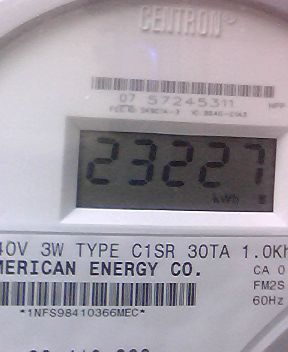 CENTRON®
07 57245311
23227
kWh
40V 3W TYPE C1SR 30TA 1.0Kh
MERICAN ENERGY CO.
CA 0
FM2S
60Hz
*1NFS98410366MEC*